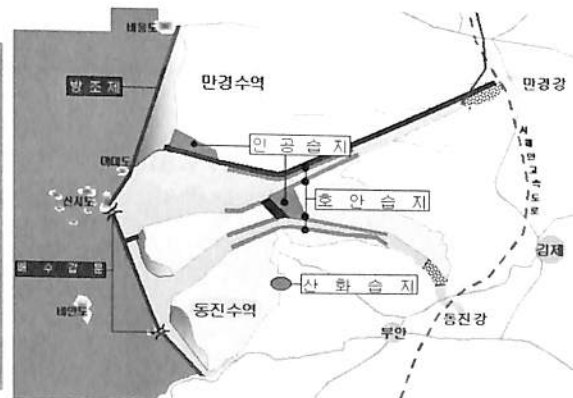 비응도
방조제
만경수역
만경강
인 공 습 지
야미도
서해안고속도로
신시도
호 안 습 지
김제
배 수 갑 문
산 화 습 지
비안도
동진수역
동진강
부안